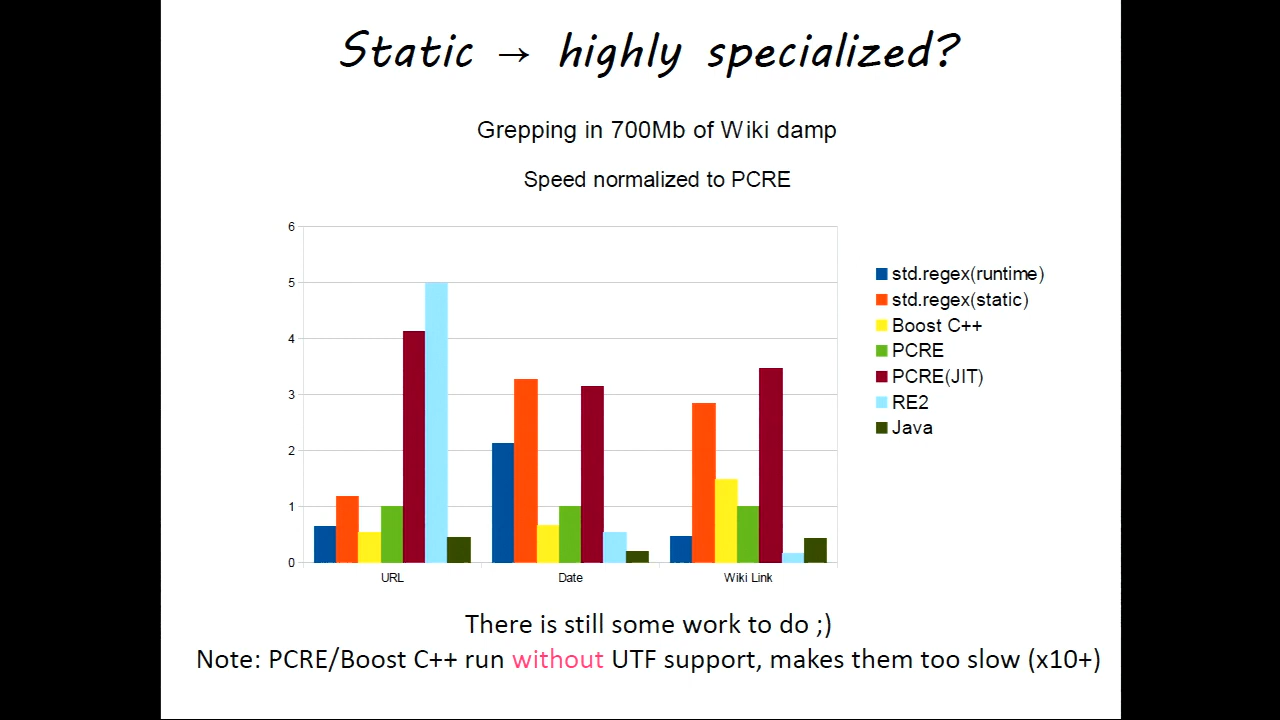 Static → highly specialized?
Grepping in 700Mb of Wiki damp
Speed normalized to PCRE
6
5
4
3
2
1
0
URL
Date
Wiki Link
std.regex(runtime)
std.regex(static)
Boost C++
PCRE
PCRE(JIT)
RE2
Java
There is still some work to do ;)
Note: PCRE/Boost C++ run without UTF support, makes them too slow (x10+)